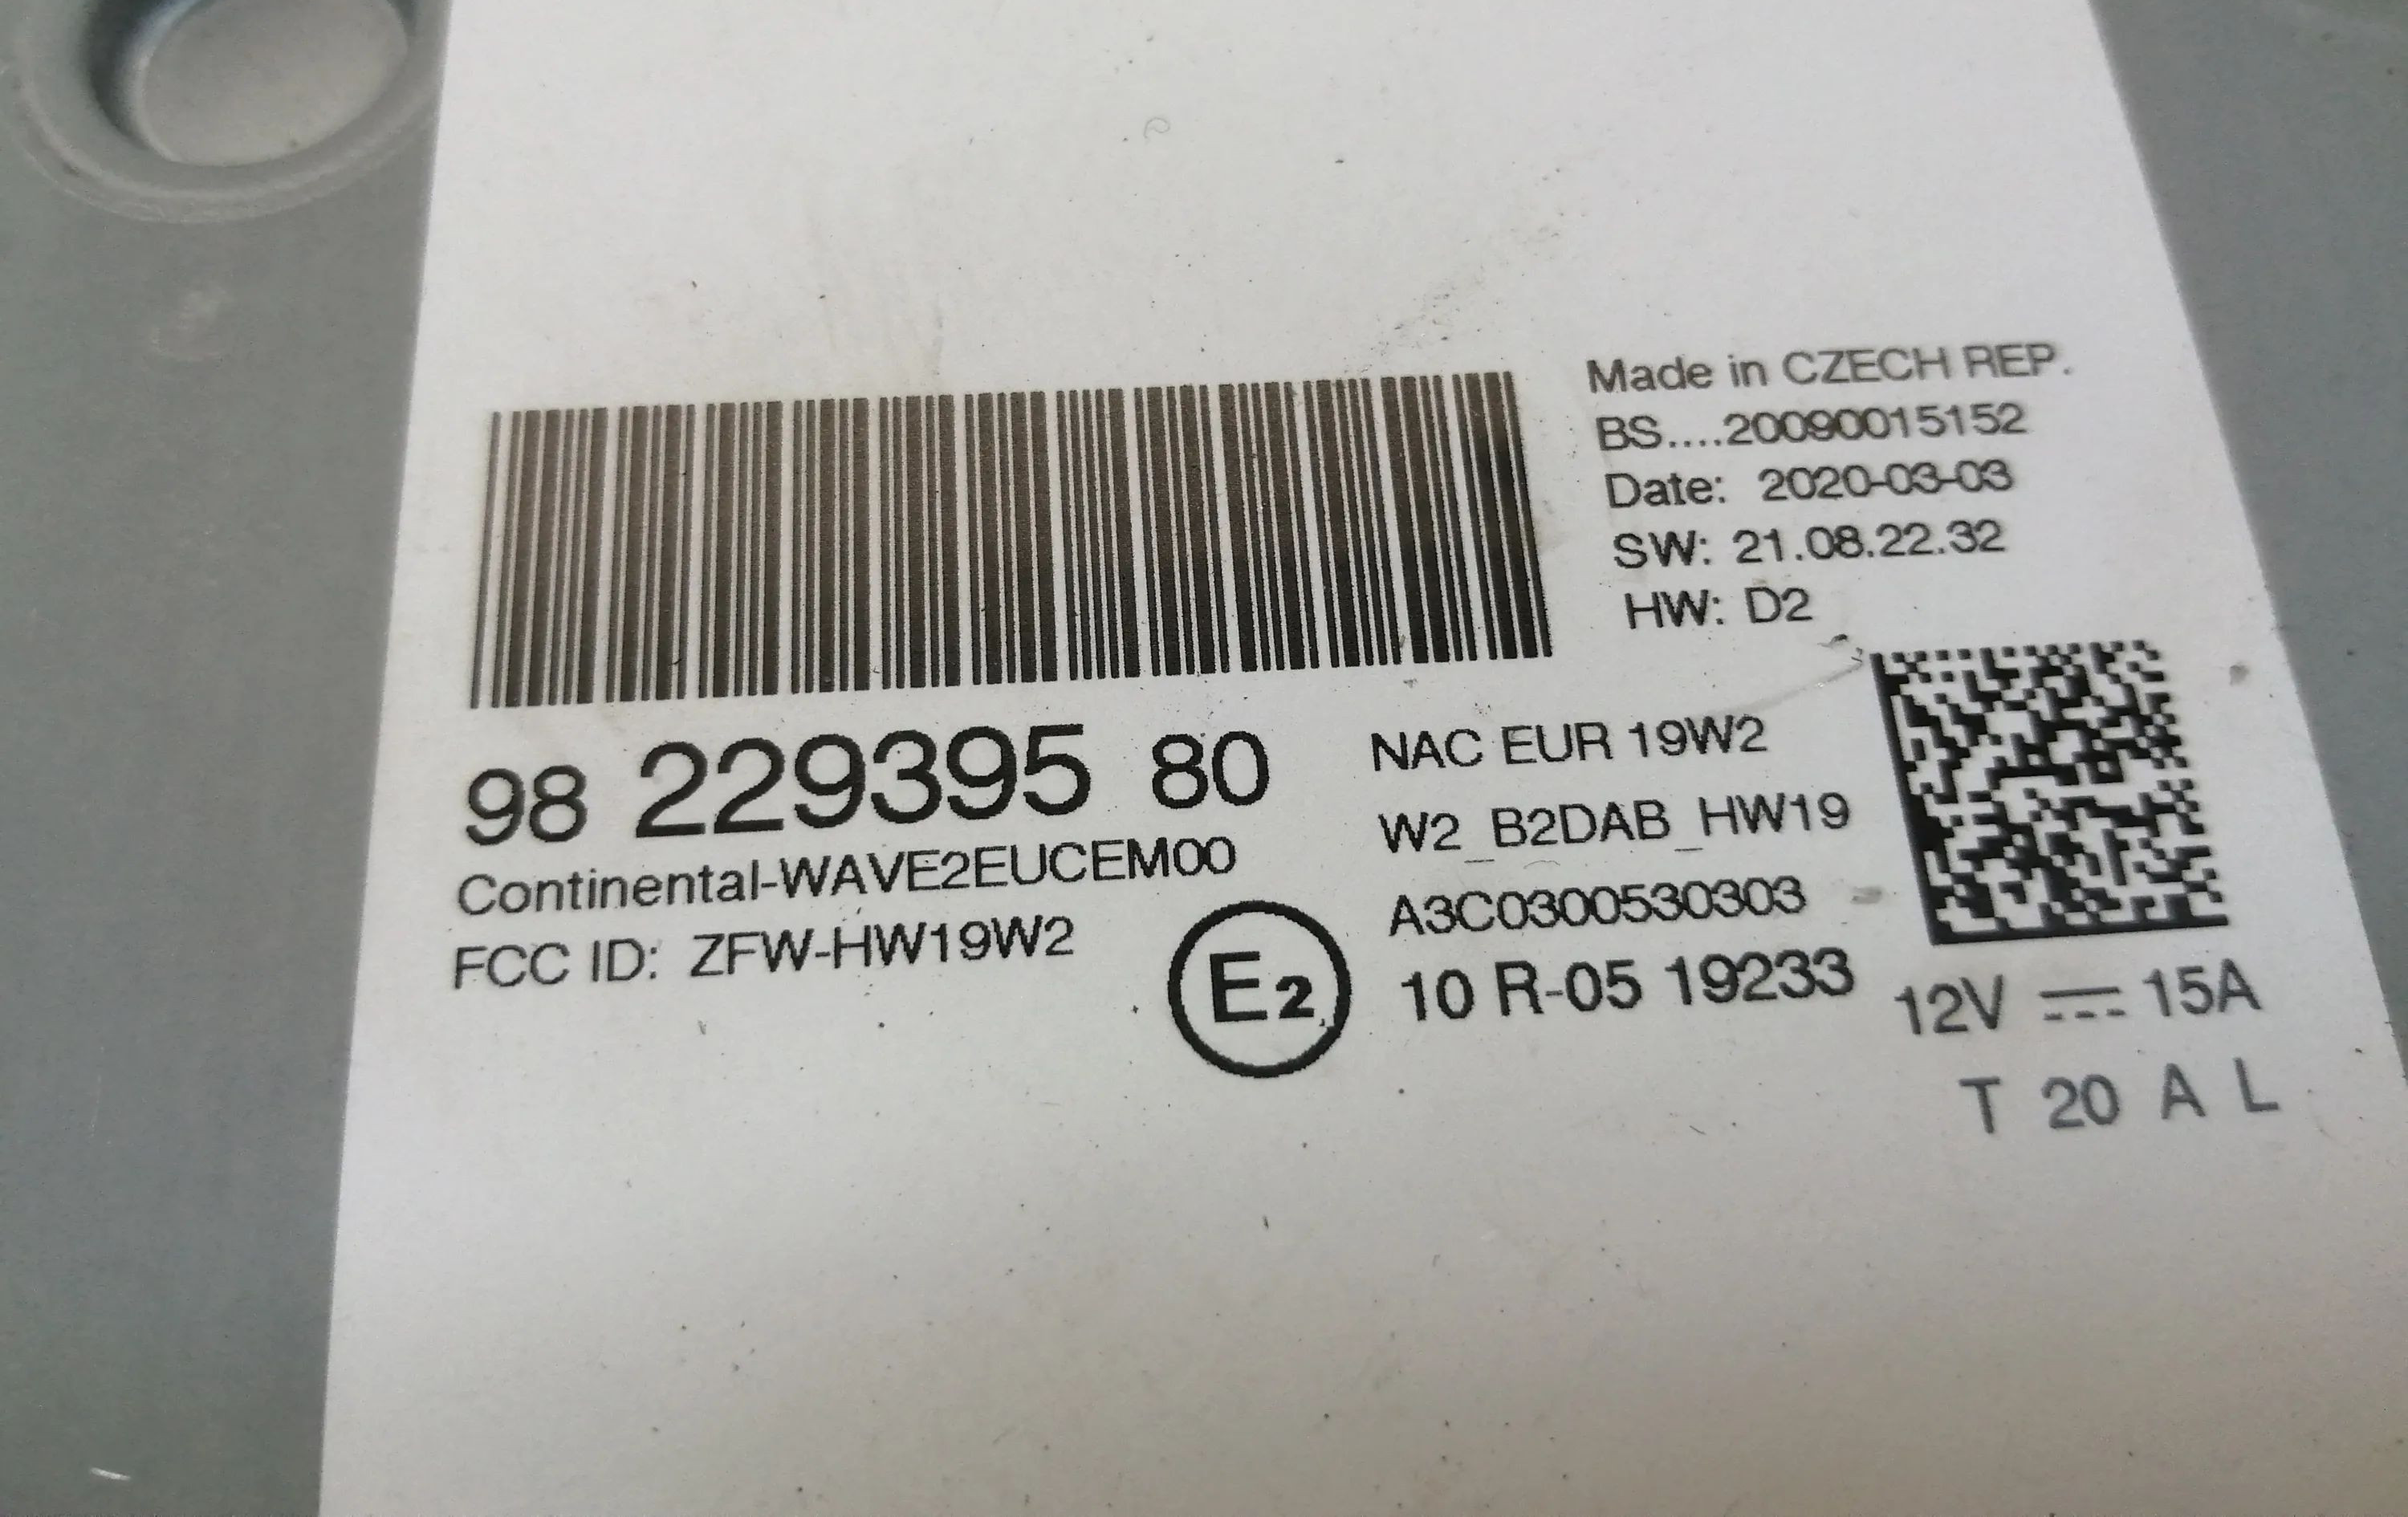 Made in CZECH REP.
BS....20090015152
Date: 2020-03-03
SW: 21.08.22.32
HW: D2
98 229395 80
Continental-WAVE2EUCEM00
FCC ID: ZFW-HW19W2
NAC EUR 19W2
W2_B2DAB_HW19
A3C0300530303
E2
10 R-05 19233
12V ⎓ 15A
T 20 A L